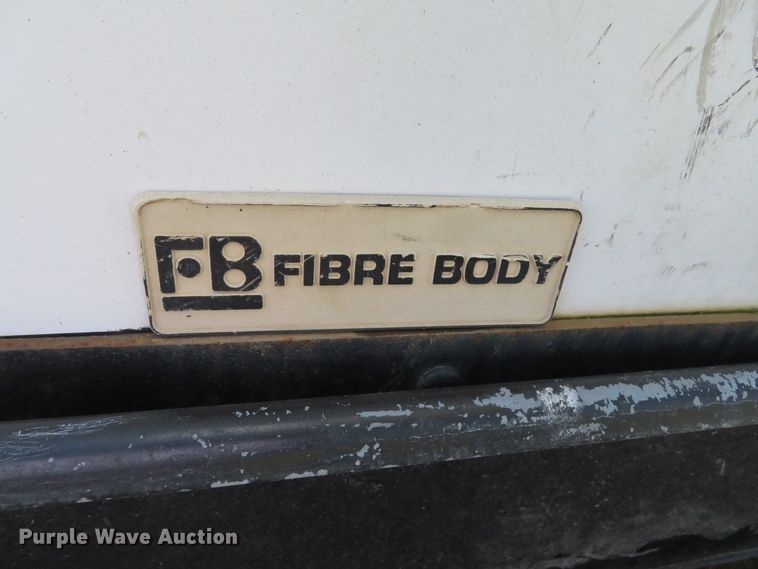 FB FIBRE BODY
Purple Wave Auction